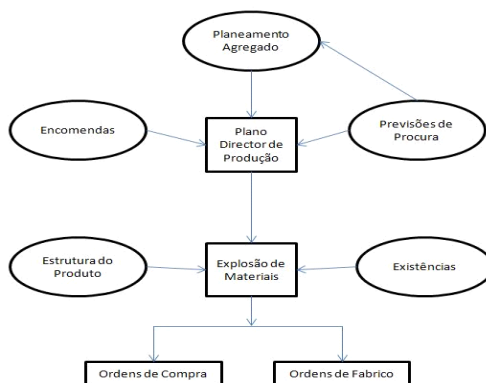 Planeamento
Agregado
Encomendas
Plano
Director de
Produção
Previsões de
Procura
Estrutura do
Produto
Explosão de
Materiais
Existências
Ordens de Compra
Ordens de Fabrico